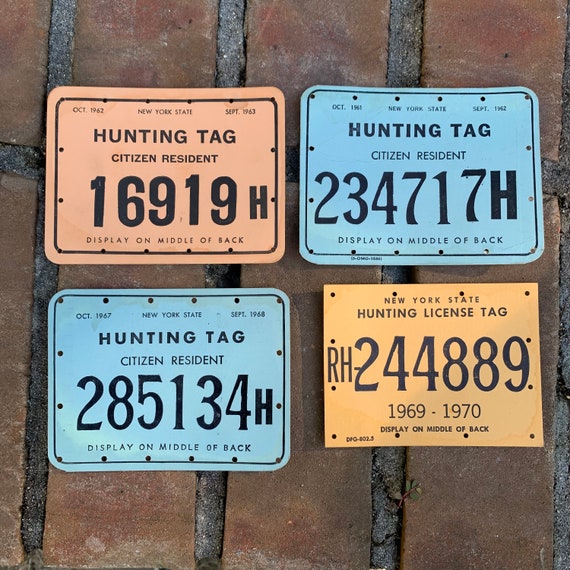 OCT. 1962 NEW YORK STATE SEPT. 1963
HUNTING TAG
CITIZEN RESIDENT
16919 H
DISPLAY ON MIDDLE OF BACK
OCT. 1961 NEW YORK STATE SEPT. 1962
HUNTING TAG
CITIZEN RESIDENT
234717H
DISPLAY ON MIDDLE OF BACK
OCT. 1967 NEW YORK STATE SEPT. 1968
HUNTING TAG
CITIZEN RESIDENT
285134H
DISPLAY ON MIDDLE OF BACK
NEW YORK STATE
HUNTING LICENSE TAG
RH-244889
1969 - 1970
DISPLAY ON MIDDLE OF BACK
DFG-802.5